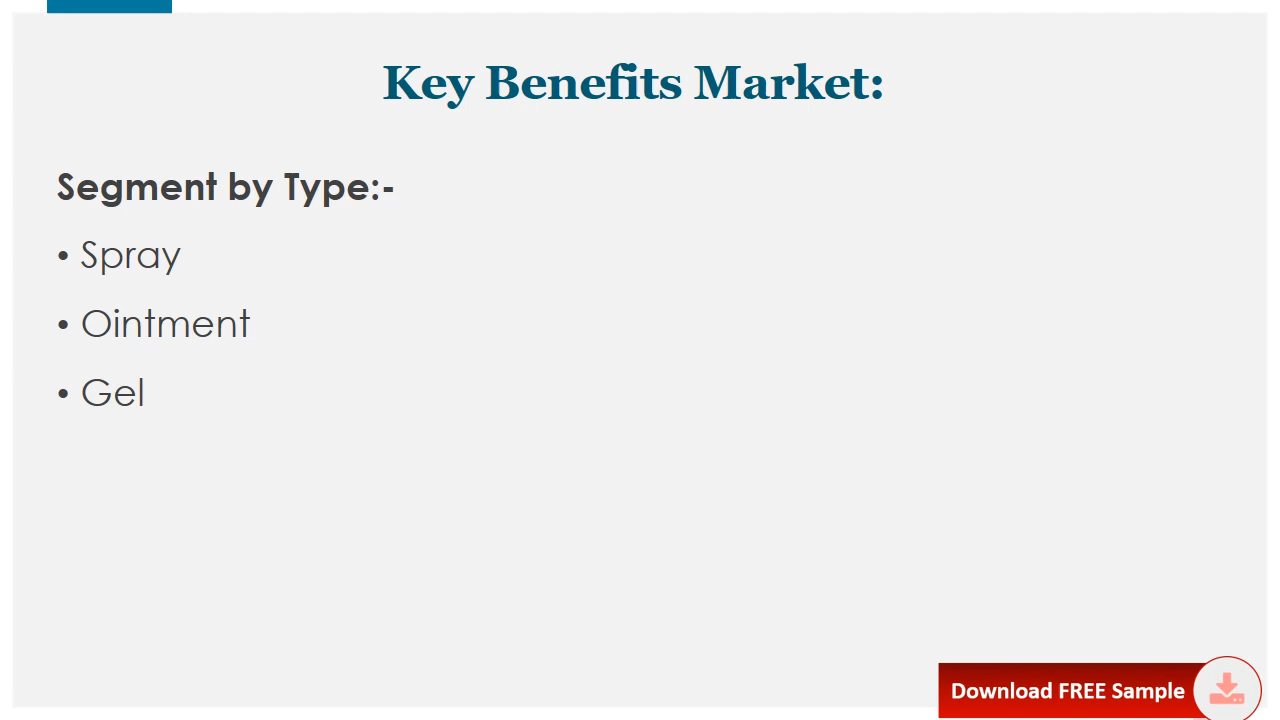 Key Benefits Market:
Segment by Type:-
• Spray
• Ointment
• Gel
Download FREE Sample